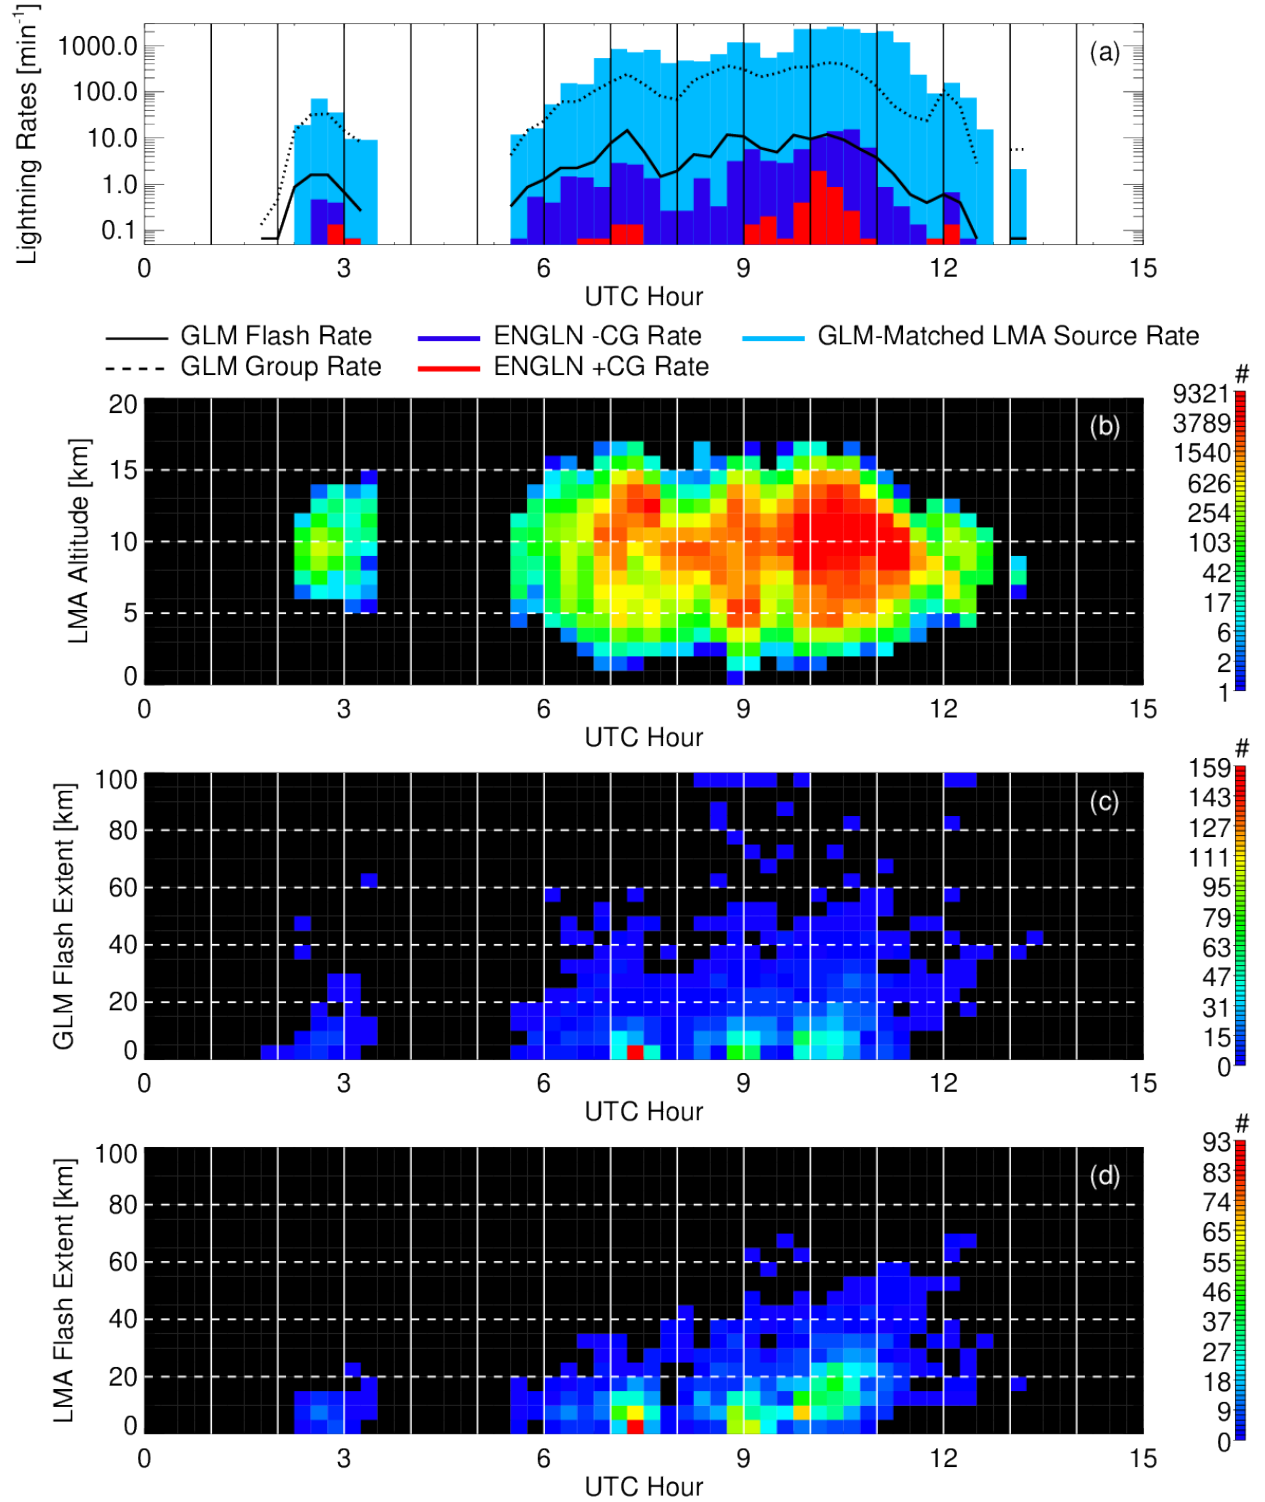 Lightning Rates [min⁻¹]
1000.0
100.0
10.0
1.0
0.1
(a)
0 3 6 9 12 15
UTC Hour
GLM Flash Rate
ENGLN -CG Rate
GLM-Matched LMA Source Rate
GLM Group Rate
ENGLN +CG Rate
LMA Altitude [km]
20
15
10
5
0
(b)
0 3 6 9 12 15
UTC Hour
#
9321
3789
1540
626
254
103
42
17
6
2
1
GLM Flash Extent [km]
100
80
60
40
20
0
(c)
0 3 6 9 12 15
UTC Hour
#
159
143
127
111
95
79
63
47
31
15
0
LMA Flash Extent [km]
100
80
60
40
20
0
(d)
0 3 6 9 12 15
UTC Hour
#
93
83
74
65
55
46
37
27
18
9
0